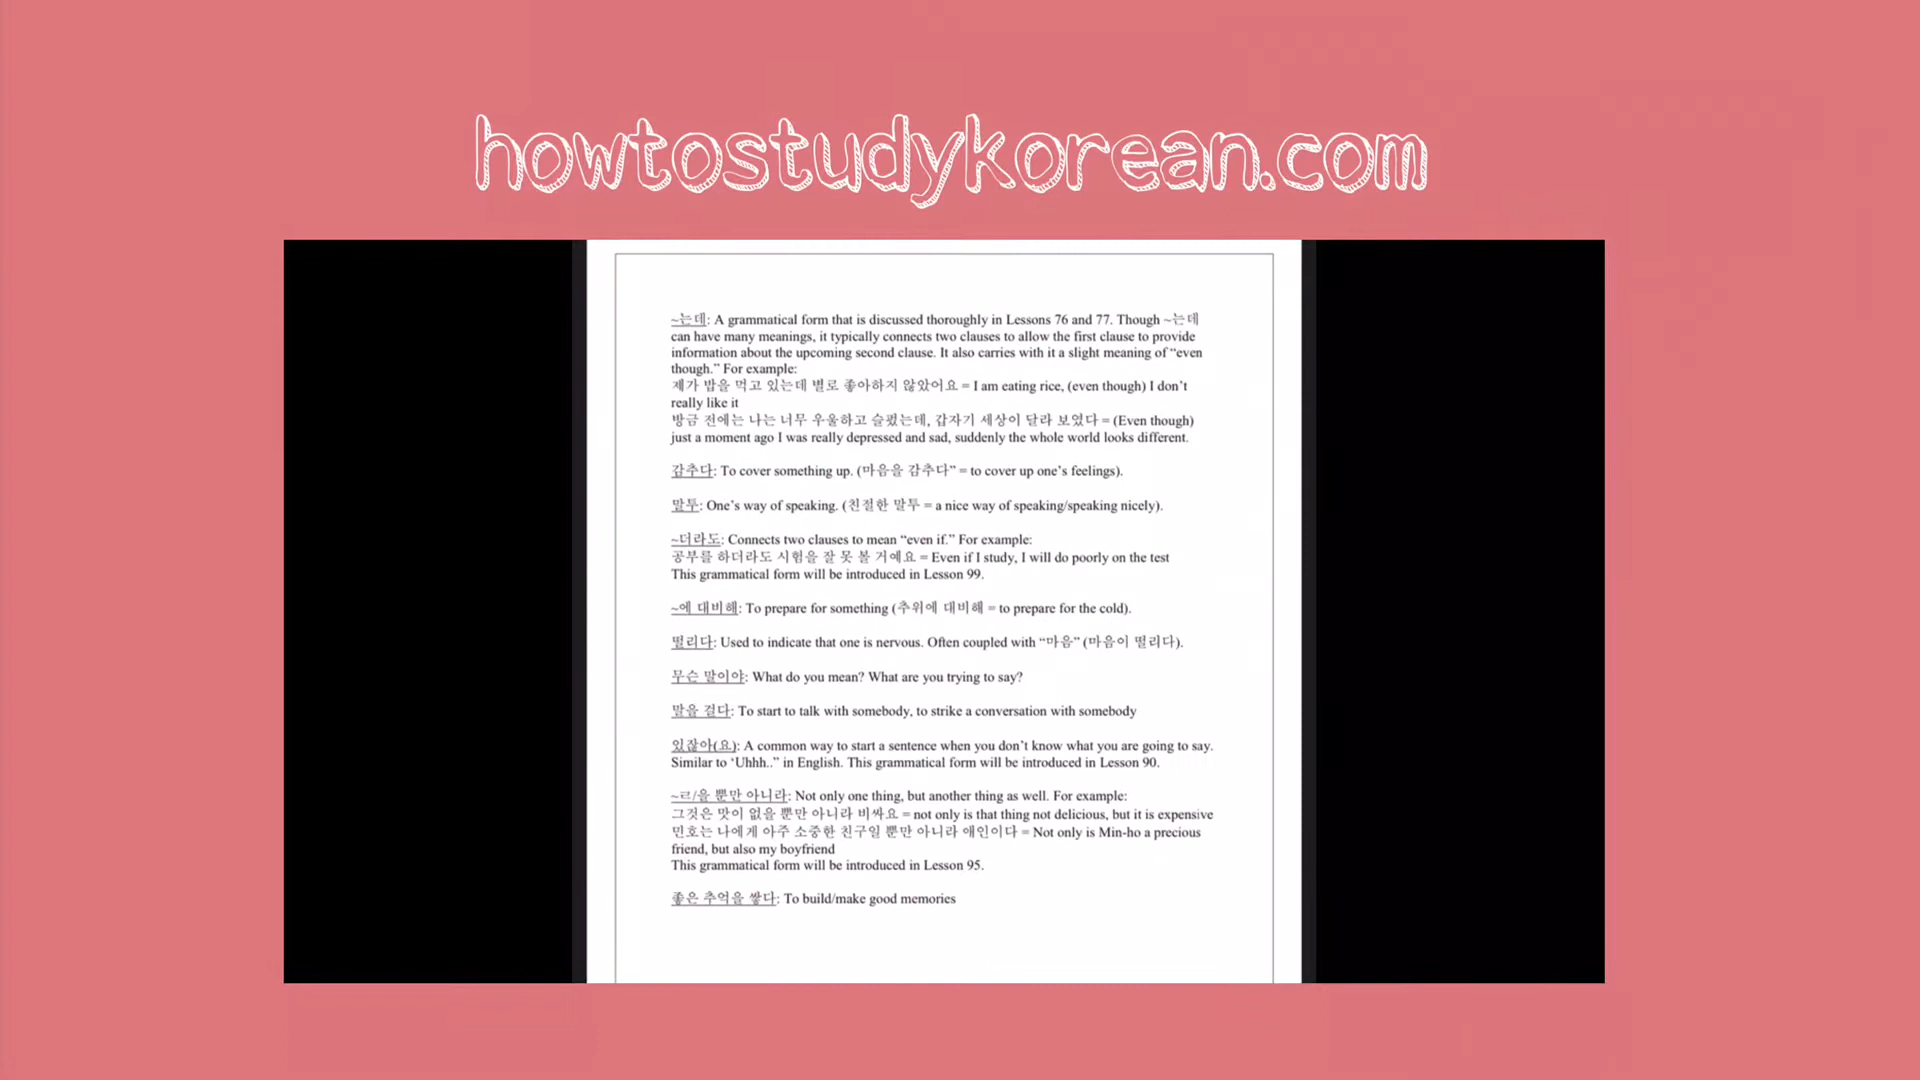 howtostudykorean.com
~는데: A grammatical form that is discussed thoroughly in Lessons 76 and 77. Though ~는데
can have many meanings, it typically connects two clauses to allow the first clause to provide
information about the upcoming second clause. It also carries with it a slight meaning of “even
though.” For example:
제가 밥을 먹고 있는데 별로 좋아하지 않았어요 = I am eating rice, (even though) I don’t
really like it
방금 전에는 나는 너무 우울하고 슬펐는데, 갑자기 세상이 달라 보였다 = (Even though)
just a moment ago I was really depressed and sad, suddenly the whole world looks different.
감추다: To cover something up. (마음을 감추다” = to cover up one’s feelings).
말투: One’s way of speaking. (친절한 말투 = a nice way of speaking/speaking nicely).
~더라도: Connects two clauses to mean “even if.” For example:
공부를 하더라도 시험을 잘 못 볼 거예요 = Even if I study, I will do poorly on the test
This grammatical form will be introduced in Lesson 99.
~에 대비해: To prepare for something (추위에 대비해 = to prepare for the cold).
떨리다: Used to indicate that one is nervous. Often coupled with “마음” (마음이 떨리다).
무슨 말이야: What do you mean? What are you trying to say?
말을 걸다: To start to talk with somebody, to strike a conversation with somebody
있잖아(요): A common way to start a sentence when you don’t know what you are going to say.
Similar to ‘Uhhh..” in English. This grammatical form will be introduced in Lesson 90.
~ㄹ/을 뿐만 아니라: Not only one thing, but another thing as well. For example:
그것은 맛이 없을 뿐만 아니라 비싸요 = not only is that thing not delicious, but it is expensive
민호는 나에게 아주 소중한 친구일 뿐만 아니라 애인이다 = Not only is Min-ho a precious
friend, but also my boyfriend
This grammatical form will be introduced in Lesson 95.
좋은 추억을 쌓다: To build/make good memories